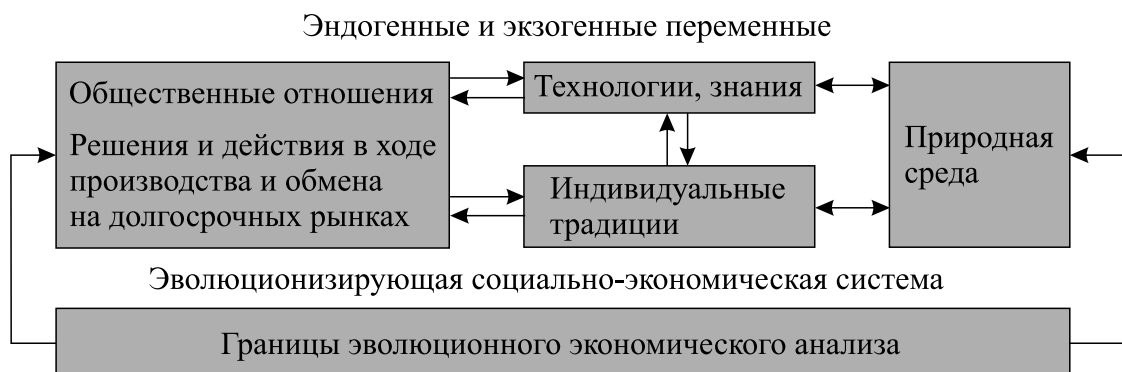 Эндогенные и экзогенные переменные
Общественные отношения
Решения и действия в ходе
производства и обмена
на долгосрочных рынках
Технологии, знания
Индивидуальные
традиции
Природная
среда
Эволюционизирующая социально-экономическая система
Границы эволюционного экономического анализа